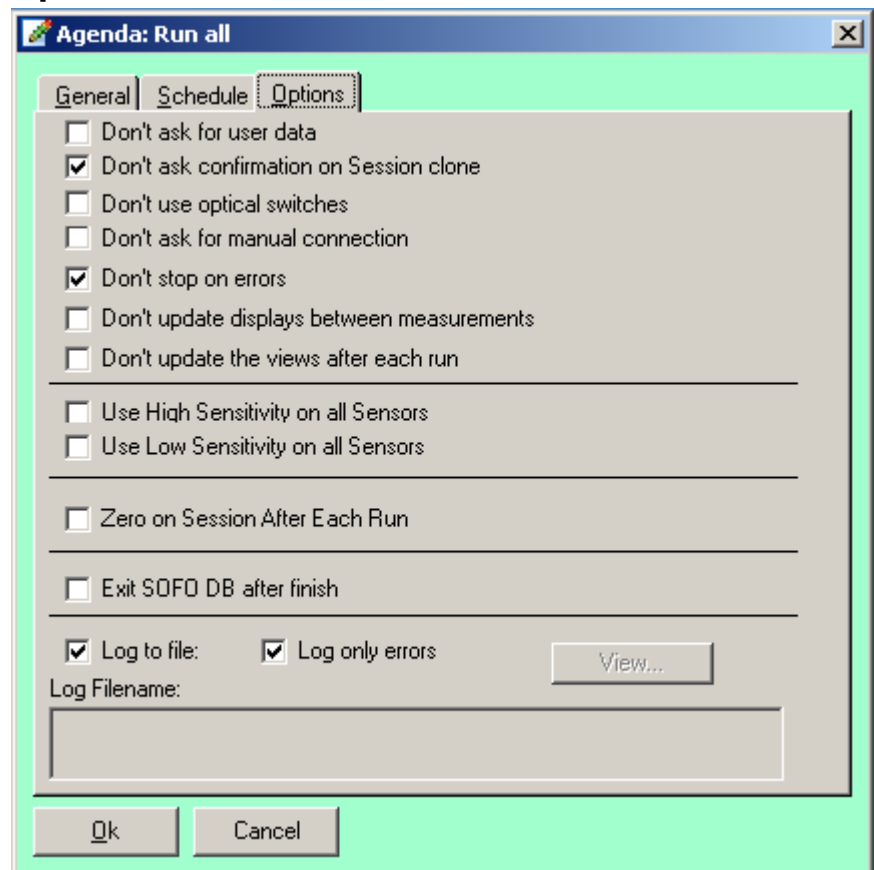 Agenda: Run all
General Schedule Options
Don't ask for user data
Don't ask confirmation on Session clone
Don't use optical switches
Don't ask for manual connection
Don't stop on errors
Don't update displays between measurements
Don't update the views after each run
Use High Sensitivity on all Sensors
Use Low Sensitivity on all Sensors
Zero on Session After Each Run
Exit SOFO DB after finish
Log to file: Log only errors View...
Log Filename:
Ok Cancel